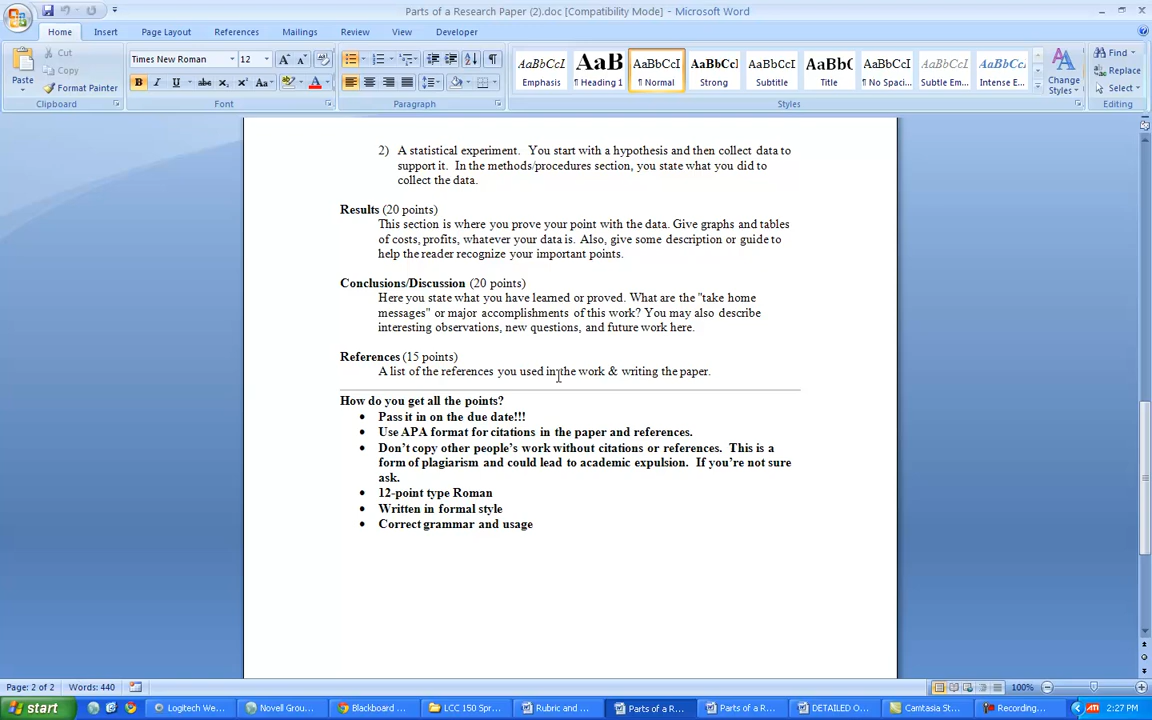 Parts of a Research Paper (2).doc [Compatibility Mode] - Microsoft Word
Home Insert Page Layout References Mailings Review View Developer
Paste
Cut
Copy
Format Painter
Clipboard
Times New Roman 12
B I U abc x₂ x² Aa
Font
Paragraph
AaBbCcI AaB AaBbCcI AaBbCcI AaBbCcI AaBb( AaBbCcI AaBbCcI AaBbCcI
Emphasis ¶ Heading 1 ¶ Normal Strong Subtitle Title ¶ No Spaci... Subtle Em... Intense E...
Change Styles
Styles
Find
Replace
Select
Editing
2) A statistical experiment. You start with a hypothesis and then collect data to
support it. In the methods/procedures section, you state what you did to
collect the data.
Results (20 points)
This section is where you prove your point with the data. Give graphs and tables
of costs, profits, whatever your data is. Also, give some description or guide to
help the reader recognize your important points.
Conclusions/Discussion (20 points)
Here you state what you have learned or proved. What are the "take home
messages" or major accomplishments of this work? You may also describe
interesting observations, new questions, and future work here.
References (15 points)
A list of the references you used in the work & writing the paper.
How do you get all the points?
• Pass it in on the due date!!!
• Use APA format for citations in the paper and references.
• Don't copy other people's work without citations or references. This is a
form of plagiarism and could lead to academic expulsion. If you're not sure
ask.
• 12-point type Roman
• Written in formal style
• Correct grammar and usage
Page: 2 of 2 Words: 440 100%
start Logitech We... Novell Grou... Blackboard ... LCC 150 Spr... Rubric and ... Parts of a R... Parts of a R... DETAILED O... Camtasia St... Recording... ATI 2:27 PM